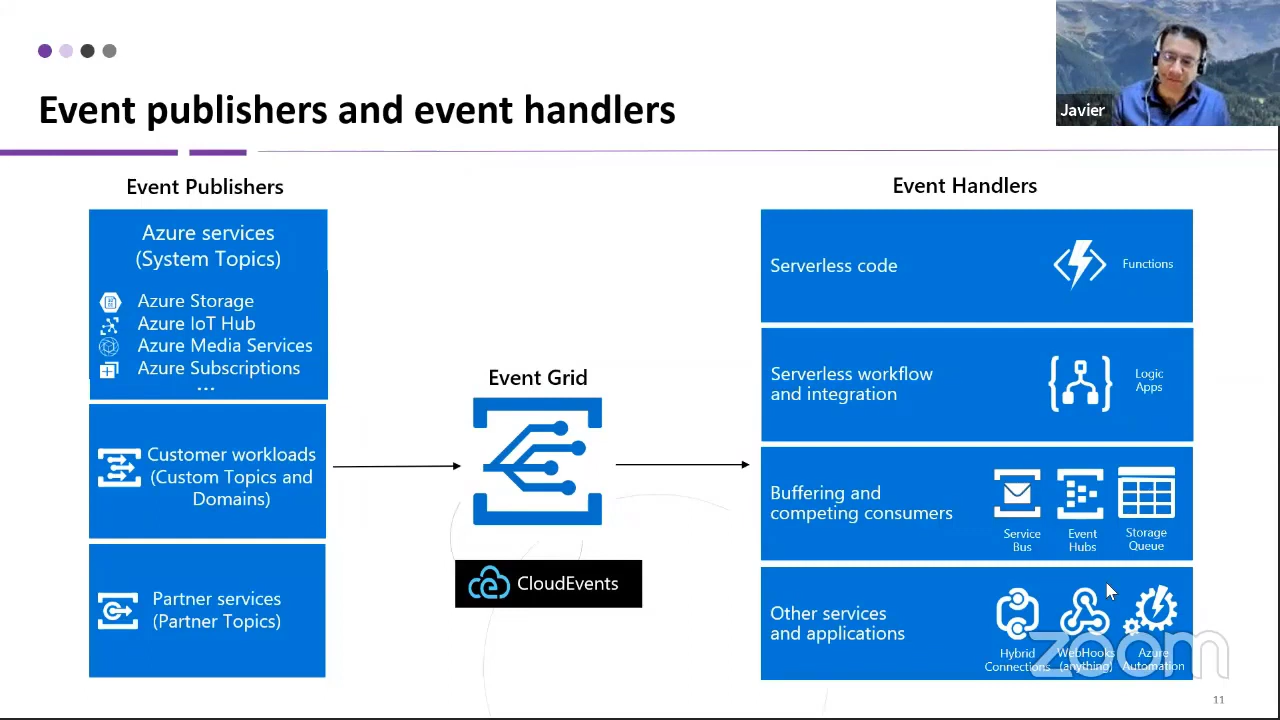 Event publishers and event handlers
Javier
Event Publishers
Azure services
(System Topics)
Azure Storage
Azure IoT Hub
Azure Media Services
Azure Subscriptions
...
Customer workloads
(Custom Topics and
Domains)
Partner services
(Partner Topics)
Event Grid
CloudEvents
Event Handlers
Serverless code
Functions
Serverless workflow
and integration
Logic
Apps
Buffering and
competing consumers
Service
Bus
Event
Hubs
Storage
Queue
Other services
and applications
Hybrid
Connections
WebHooks
(anything)
Azure
Automation
zoom
11